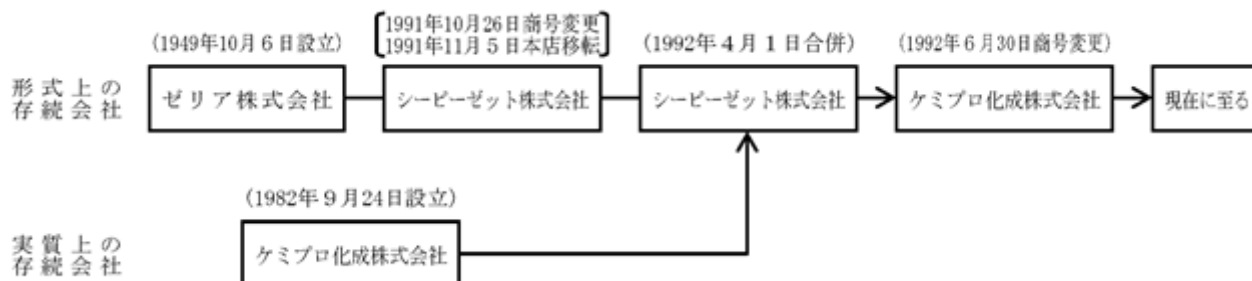 (1949年10月6日設立)
1991年10月26日商号変更
1991年11月5日本店移転
(1992年4月1日合併)
(1992年6月30日商号変更)
形式上の
存続会社
ゼリア株式会社
シーピーゼット株式会社
シーピーゼット株式会社
ケミプロ化成株式会社
現在に至る
(1982年9月24日設立)
実質上の
存続会社
ケミプロ化成株式会社